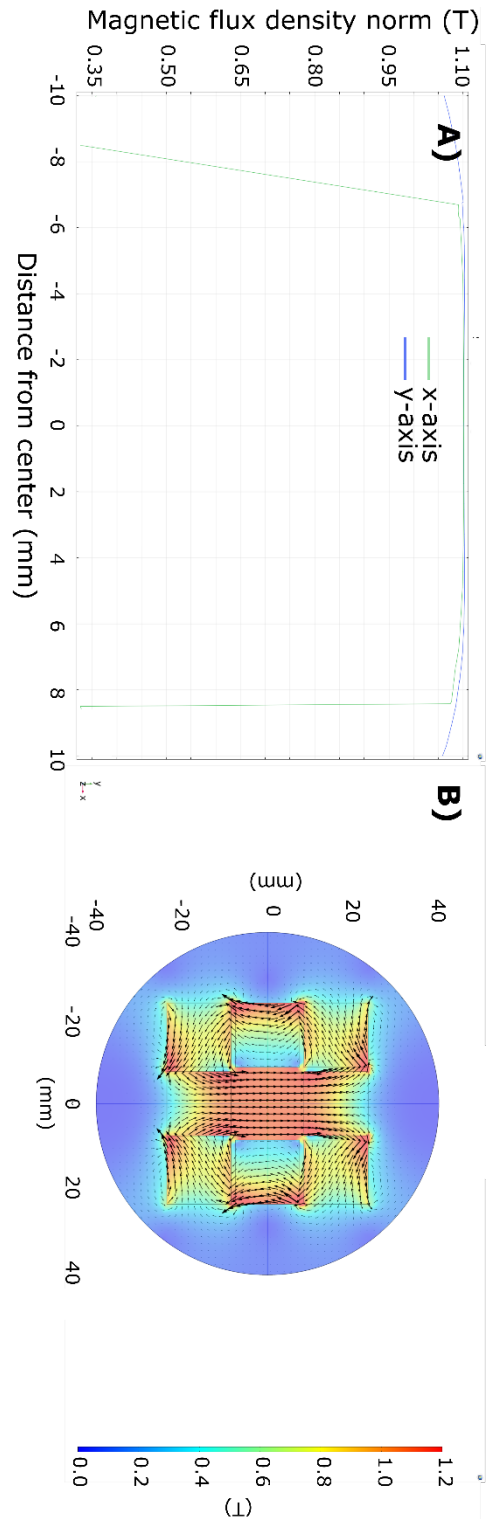 A)
Magnetic flux density norm (T)
1.10
0.95
0.80
0.65
0.50
0.35
x-axis
y-axis
-10 -8 -6 -4 -2 0 2 4 6 8 10
Distance from center (mm)
B)
(mm)
40
20
0
-20
-40
-40 -20 0 20 40
(mm)
(T)
1.2
1.0
0.8
0.6
0.4
0.2
0.0
y
z x